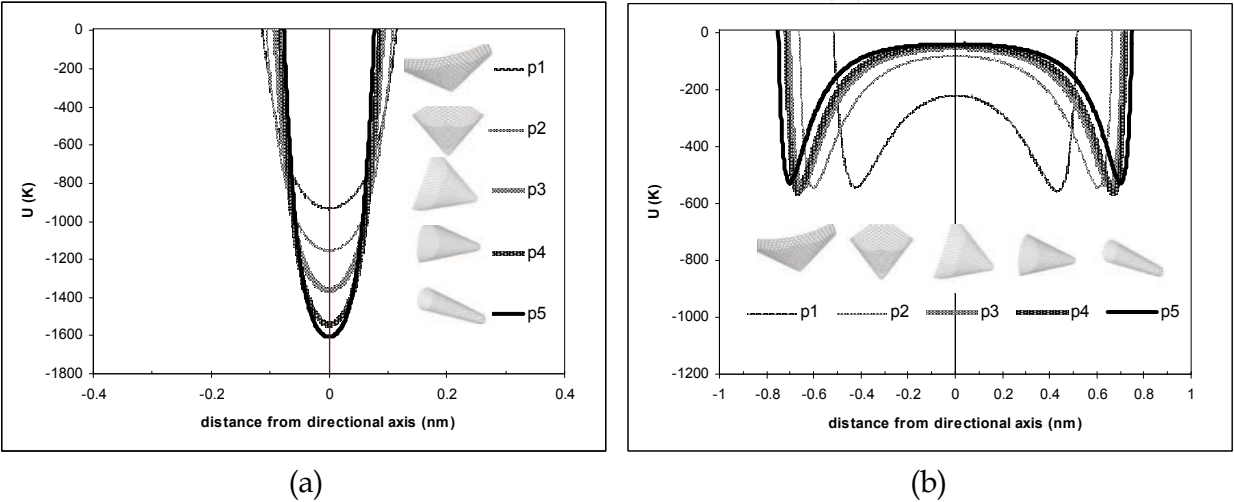 (a)
0
-200
-400
-600
-800
-1000
-1200
-1400
-1600
-1800
U (K)
-0.4
-0.2
0
0.2
0.4
distance from directional axis (nm)
p1
p2
p3
p4
p5
(b)
0
-200
-400
-600
-800
-1000
-1200
U (K)
-1 -0.8 -0.6 -0.4 -0.2 0 0.2 0.4 0.6 0.8 1
distance from directional axis (nm)
p1 p2 p3 p4 p5
(a) (b)